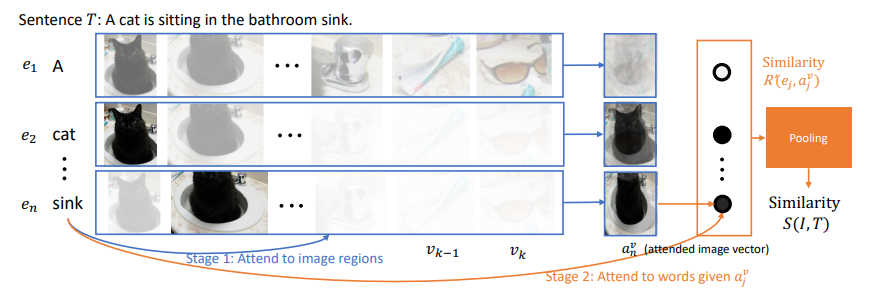 Sentence T: A cat is sitting in the bathroom sink.
e₁ A
Similarity
R′(eⱼ, aⱼᵛ)
e₂ cat
Pooling
eₙ sink
Similarity
S(I, T)
vₖ₋₁ vₖ aₙᵛ (attended image vector)
Stage 1: Attend to image regions
Stage 2: Attend to words given aⱼᵛ